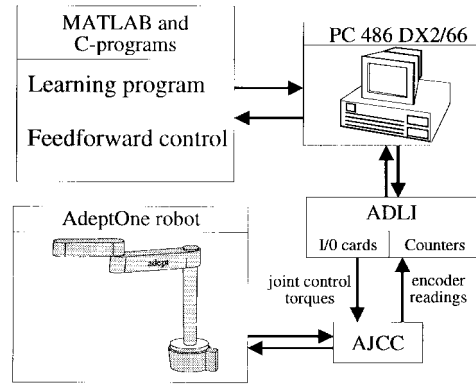 MATLAB and
C-programs
Learning program
Feedforward control
PC 486 DX2/66
ADLI
I/0 cards
Counters
joint control
torques
encoder
readings
AJCC
AdeptOne robot
adept